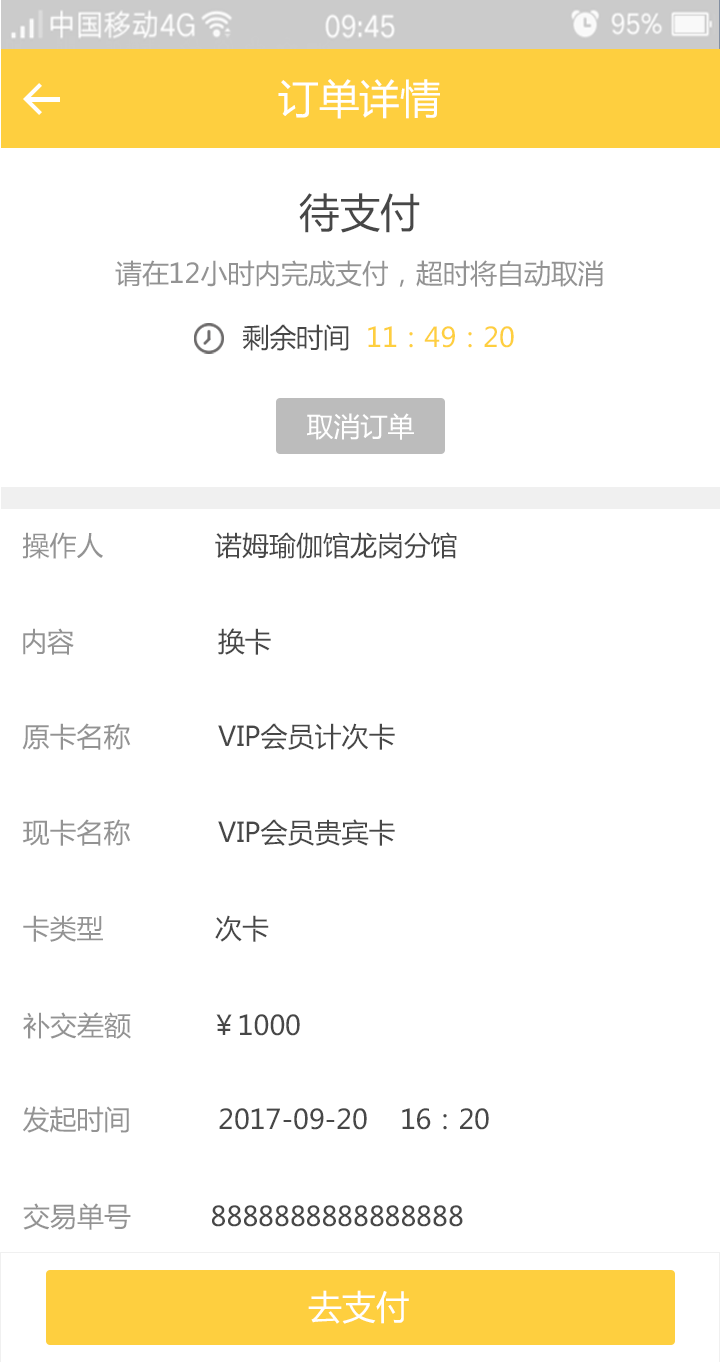 中国移动4G 09:45 95%
订单详情
待支付
请在12小时内完成支付，超时将自动取消
剩余时间 11：49：20
取消订单
操作人 诺姆瑜伽馆龙岗分馆
内容 换卡
原卡名称 VIP会员计次卡
现卡名称 VIP会员贵宾卡
卡类型 次卡
补交差额 ¥1000
发起时间 2017-09-20 16：20
交易单号 8888888888888888
去支付